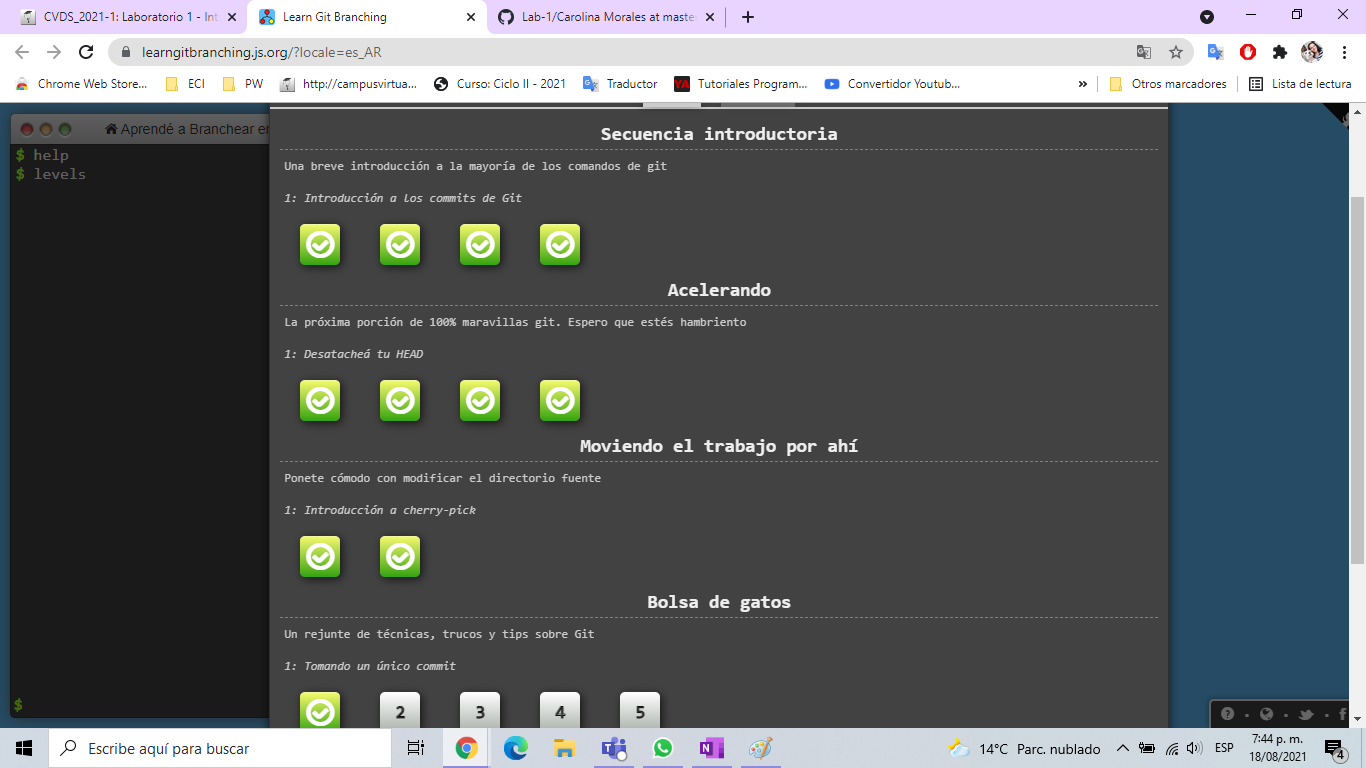 CVDS_2021-1: Laboratorio 1 - Int
Learn Git Branching
Lab-1/Carolina Morales at maste
learngitbranching.js.org/?locale=es_AR
Chrome Web Store...
ECI
PW
http://campusvirtua...
Curso: Ciclo II - 2021
Traductor
Tutoriales Program...
Convertidor Youtub...
»
Otros marcadores
Lista de lectura
Aprendé a Branchear en
$ help
$ levels
$
Secuencia introductoria
Una breve introducción a la mayoría de los comandos de git
1: Introducción a los commits de Git
Acelerando
La próxima porción de 100% maravillas git. Espero que estés hambriento
1: Desatacheá tu HEAD
Moviendo el trabajo por ahí
Ponete cómodo con modificar el directorio fuente
1: Introducción a cherry-pick
Bolsa de gatos
Un rejunte de técnicas, trucos y tips sobre Git
1: Tomando un único commit
2 3 4 5
Escribe aquí para buscar
14°C Parc. nublado
ESP
7:44 p. m.
18/08/2021
4